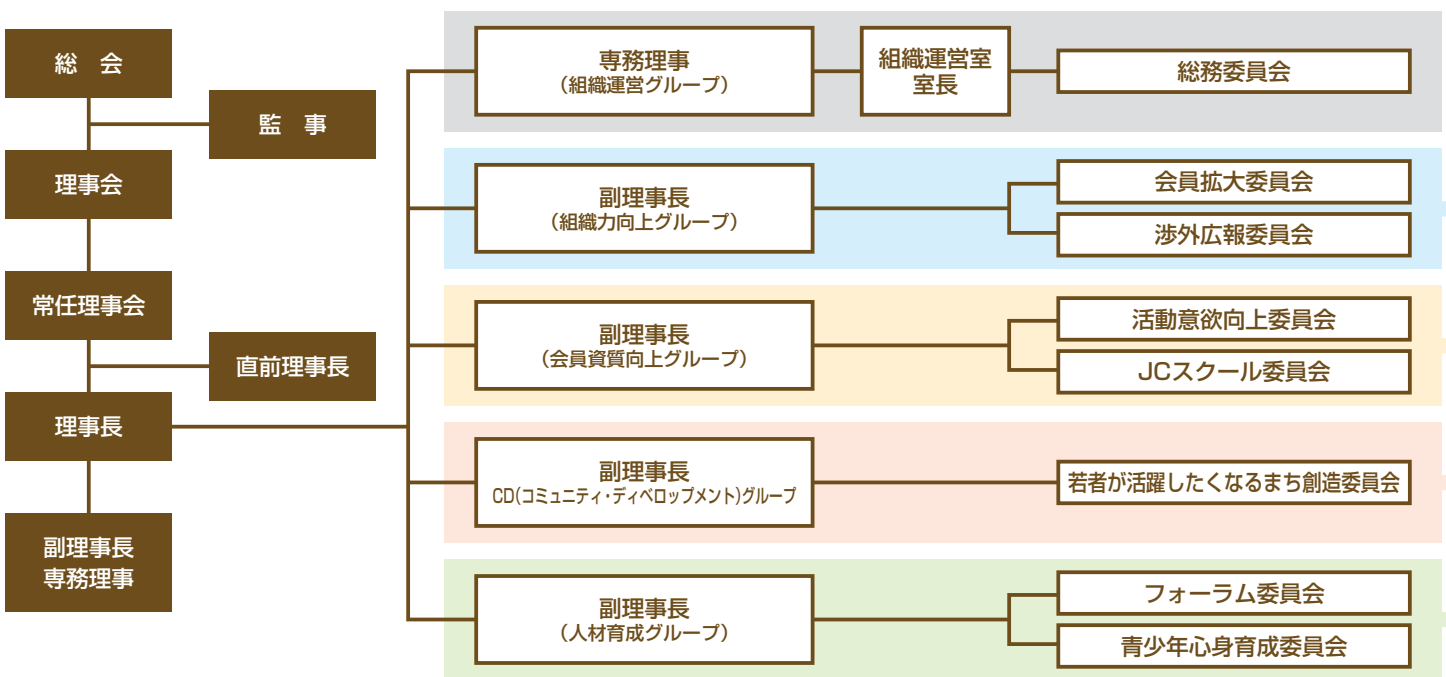 総　会
監　事
理事会
常任理事会
直前理事長
理事長
副理事長
専務理事
専務理事
（組織運営グループ）
組織運営室
室長
総務委員会
副理事長
（組織力向上グループ）
会員拡大委員会
渉外広報委員会
副理事長
（会員資質向上グループ）
活動意欲向上委員会
JCスクール委員会
副理事長
CD(コミュニティ・ディベロップメント)グループ
若者が活躍したくなるまち創造委員会
副理事長
（人材育成グループ）
フォーラム委員会
青少年心身育成委員会